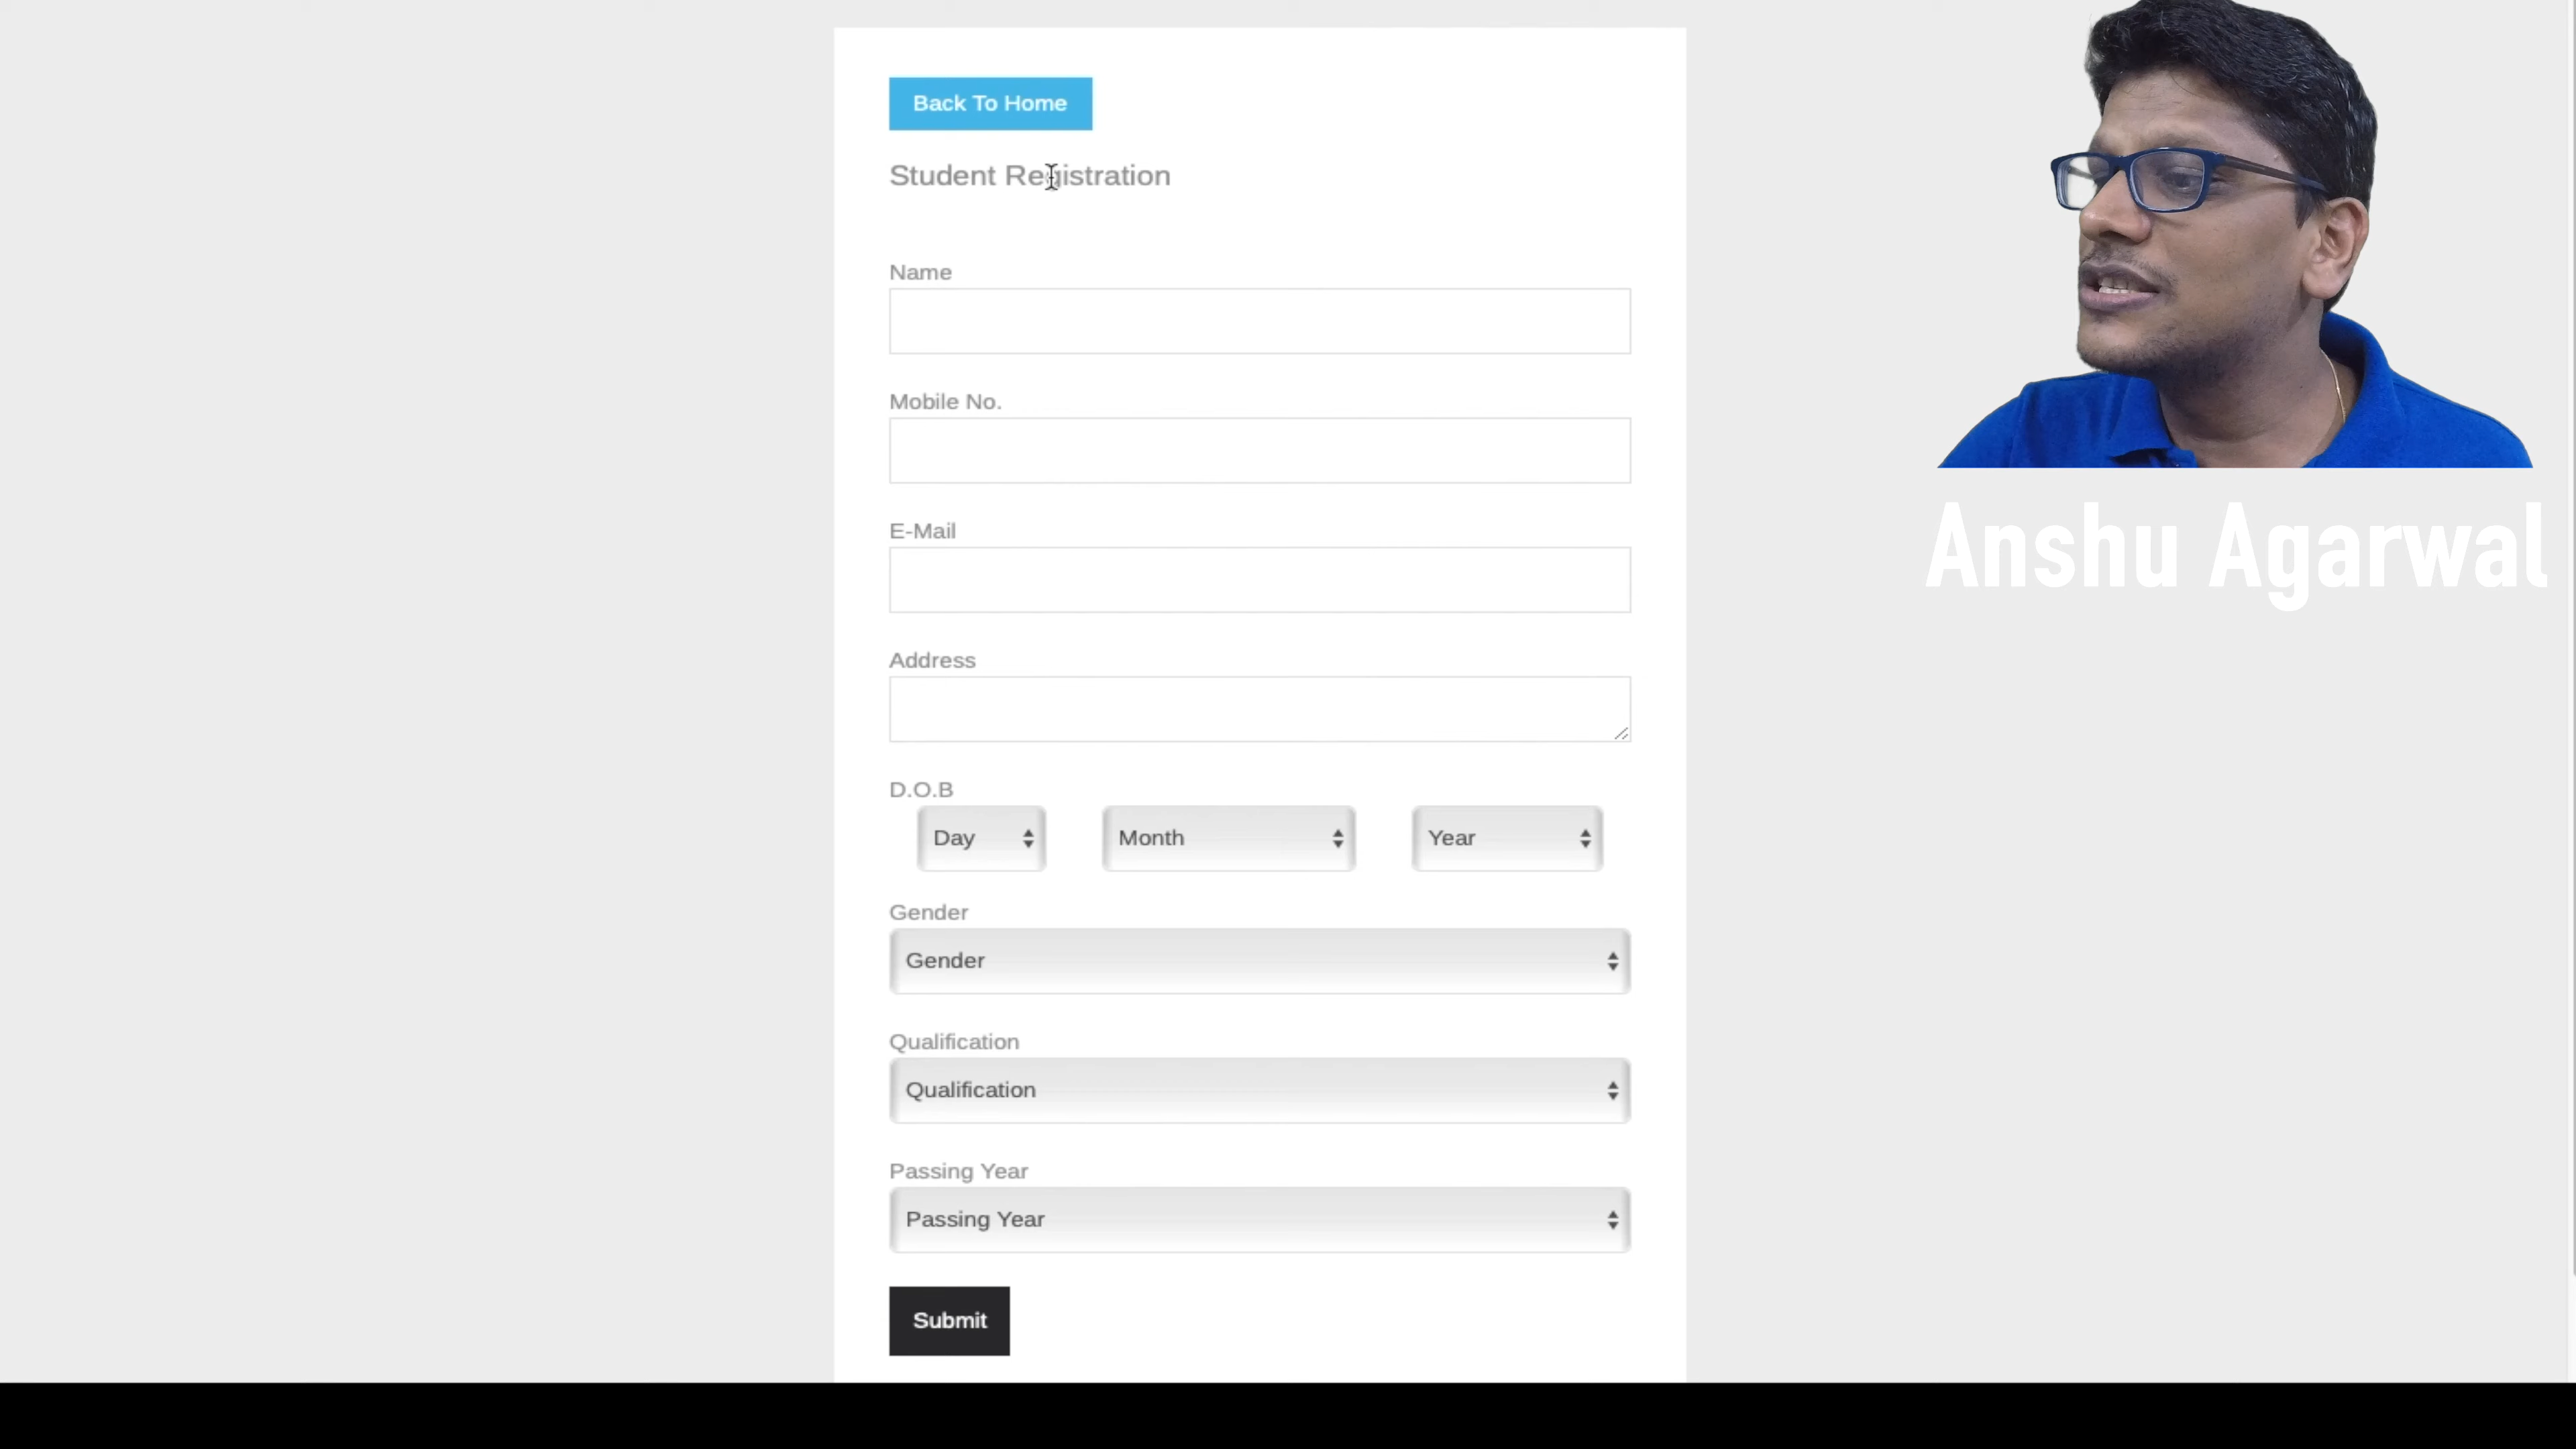 Back To Home
Student Registration
Name
Mobile No.
E-Mail
Address
D.O.B
Day Month Year
Gender
Gender
Qualification
Qualification
Passing Year
Passing Year
Submit
Anshu Agarwal